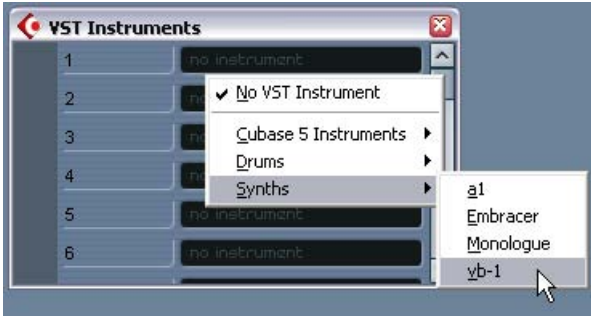 VST Instruments
1 no instrument
2 no
✓ No VST Instrument
3
Cubase 5 Instruments
Drums
4
Synths
a1
5 no instrument
Embracer
Monologue
6 no instrument
vb-1